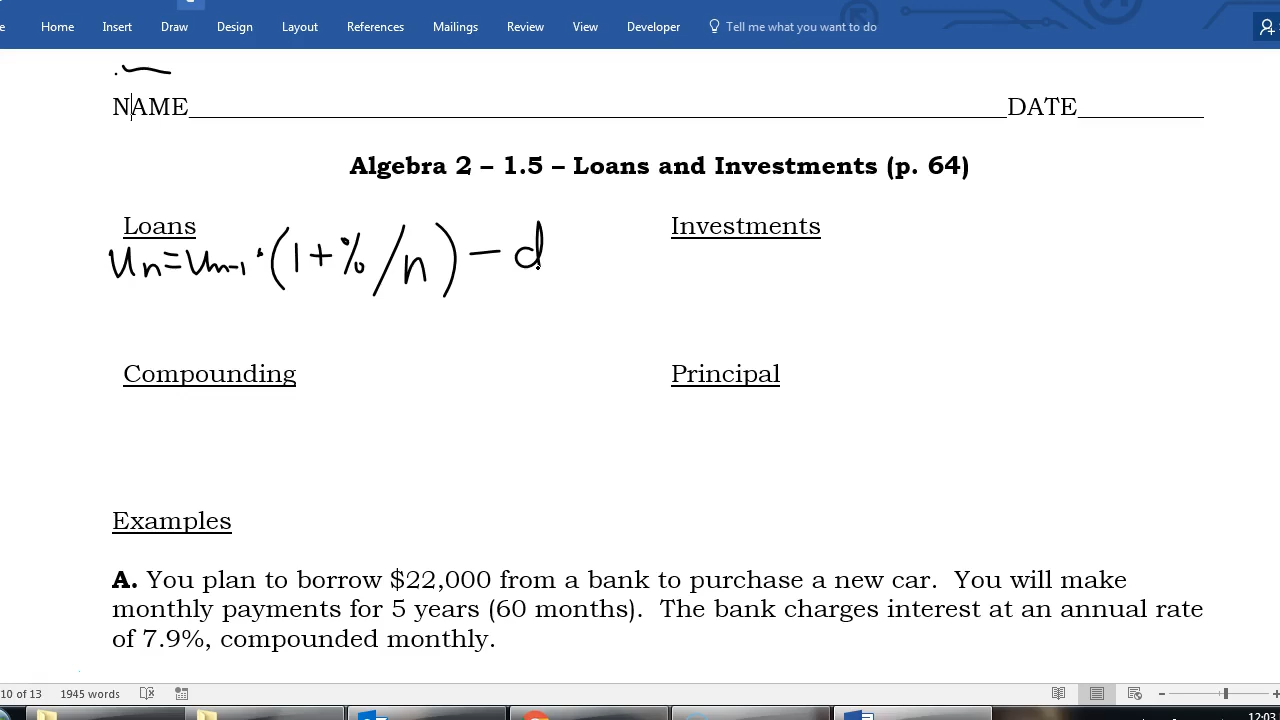 Home Insert Draw Design Layout References Mailings Review View Developer Tell me what you want to do
NAME DATE
Algebra 2 – 1.5 – Loans and Investments (p. 64)
Loans Investments
Un=Un-1·(1+%/n)-d
Compounding Principal
Examples
A. You plan to borrow $22,000 from a bank to purchase a new car. You will make
monthly payments for 5 years (60 months). The bank charges interest at an annual rate
of 7.9%, compounded monthly.
10 of 13 1945 words
12:03